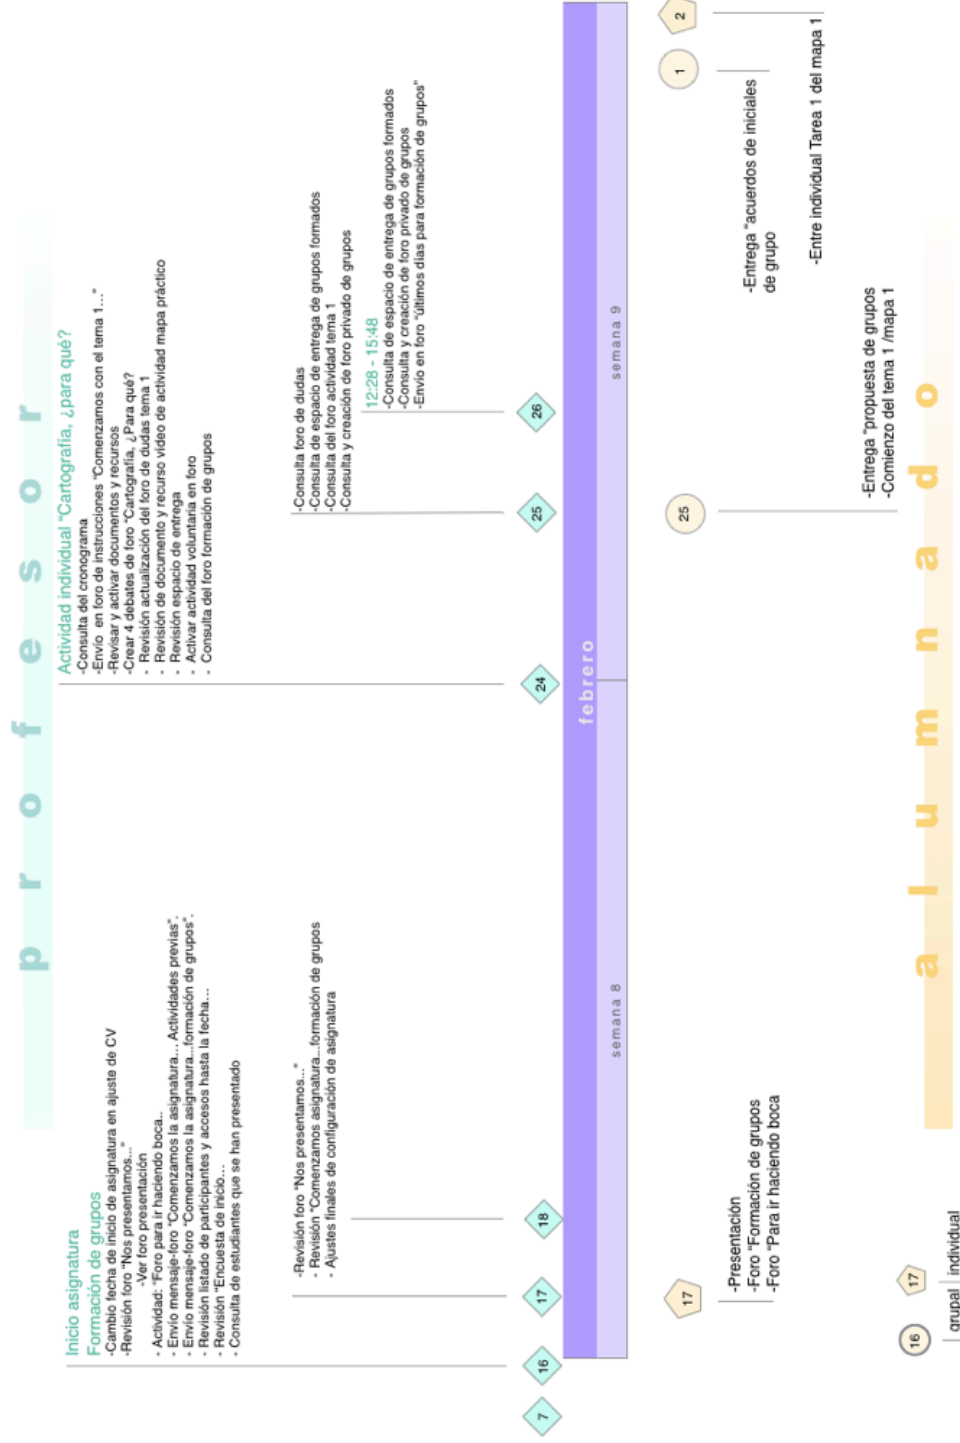 p r o f e s o r
Inicio asignatura
Formación de grupos
-Cambio fecha de inicio de asignatura en ajuste de CV
-Revisión foro "Nos presentamos..."
-Ver foro presentación
- Actividad: "Foro para ir haciendo boca..
- Envío mensaje-foro "Comenzamos la asignatura... Actividades previas".
- Envío mensaje-foro "Comenzamos la asignatura...formación de grupos".
- Revisión listado de participantes y accesos hasta la fecha...
- Revisión "Encuesta de inicio...
- Consulta de estudiantes que se han presentado
-Revisión foro "Nos presentamos..."
- Revisión "Comenzamos asignatura...formación de grupos
- Ajustes finales de configuración de asignatura
Actividad individual "Cartografía, ¿para qué?
-Consulta del cronograma
-Envío en foro de instrucciones "Comenzamos con el tema 1..."
-Revisar y activar documentos y recursos
-Crear 4 debates de foro "Cartografía, ¿Para qué?
- Revisión actualización del foro de dudas tema 1
- Revisión de documento y recurso vídeo de actividad mapa práctico
- Revisión espacio de entrega
- Activar actividad voluntaria en foro
- Consulta del foro formación de grupos
-Consulta foro de dudas
-Consulta de espacio de entrega de grupos formados
-Consulta del foro actividad tema 1
-Consulta y creación de foro privado de grupos
12:28 - 15:48
-Consulta de espacio de entrega de grupos formados
-Consulta y creación de foro privado de grupos
-Envío en foro "últimos días para formación de grupos"
7
16
17
18
24
25
26
febrero
semana 8
semana 9
17
25
1
2
-Presentación
-Foro "Formación de grupos
-Foro "Para ir haciendo boca
-Entrega "propuesta de grupos
-Comienzo del tema 1 /mapa 1
-Entrega "acuerdos de iniciales
de grupo
-Entre individual Tarea 1 del mapa 1
a l u m n a d o
16
17
grupal
individual